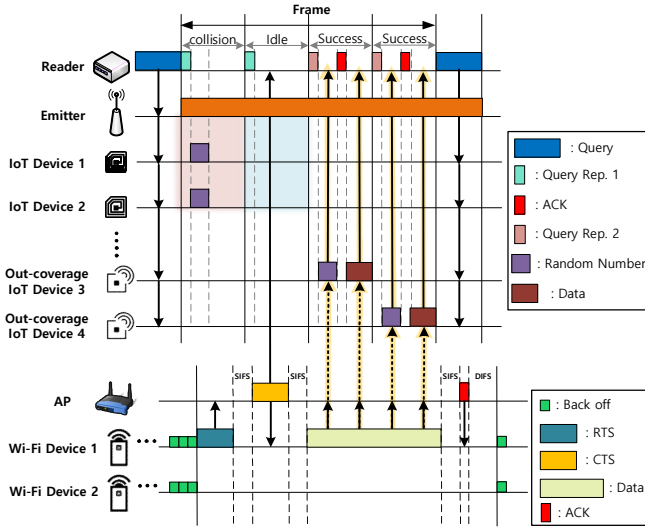 Frame
collision
Idle
Success
Success
Reader
Emitter
IoT Device 1
IoT Device 2
Out-coverage
IoT Device 3
Out-coverage
IoT Device 4
: Query
: Query Rep. 1
: ACK
: Query Rep. 2
: Random Number
: Data
SIFS
SIFS
SIFS
DIFS
AP
Wi-Fi Device 1
Wi-Fi Device 2
: Back off
: RTS
: CTS
: Data
: ACK